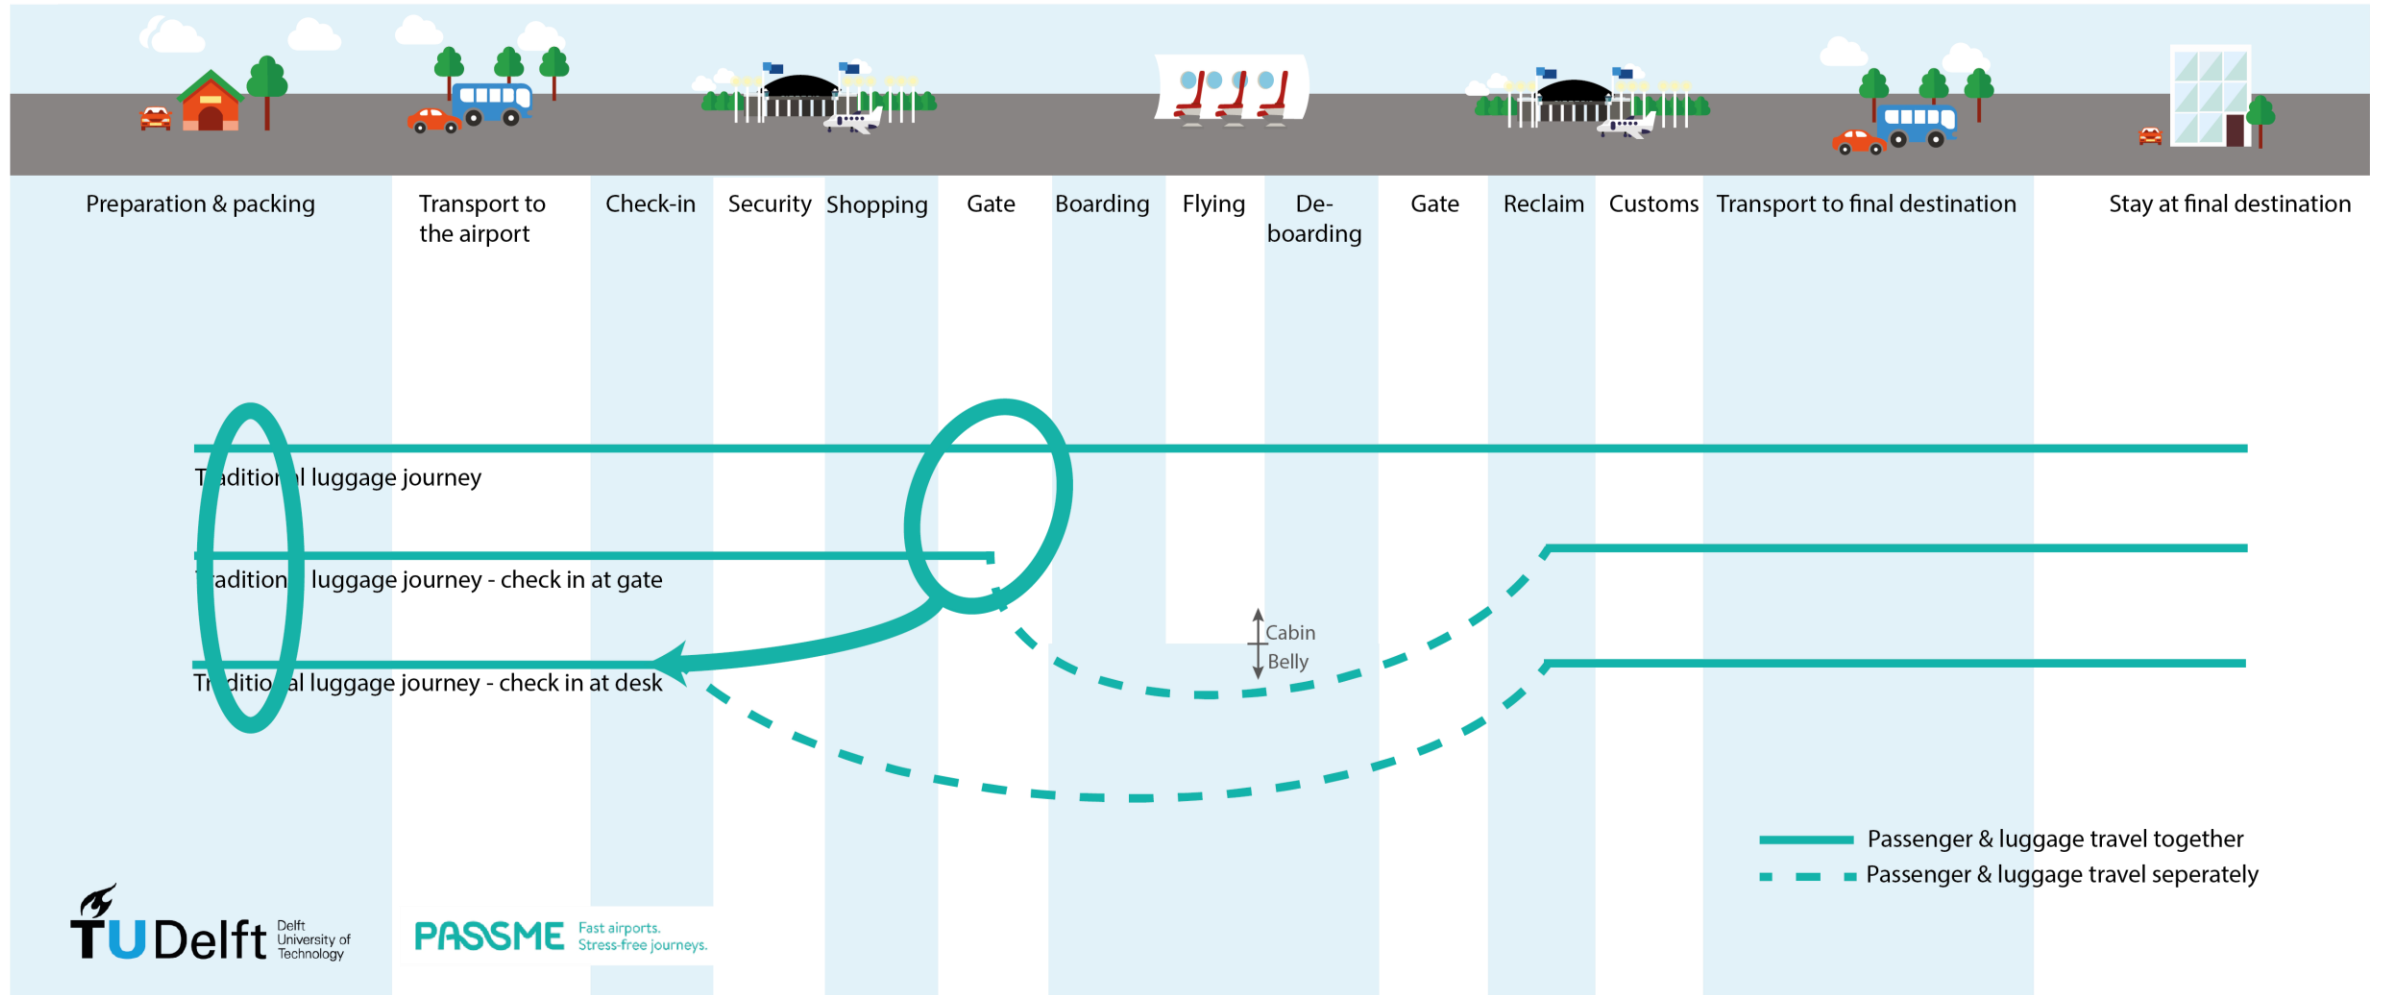 Preparation & packing
Transport to
the airport
Check-in
Security
Shopping
Gate
Boarding
Flying
De-
boarding
Gate
Reclaim
Customs
Transport to final destination
Stay at final destination
Traditional luggage journey
Traditional luggage journey - check in at gate
Traditional luggage journey - check in at desk
Cabin
Belly
Passenger & luggage travel together
Passenger & luggage travel seperately
TU Delft
Delft
University of
Technology
PASSME
Fast airports.
Stress-free journeys.